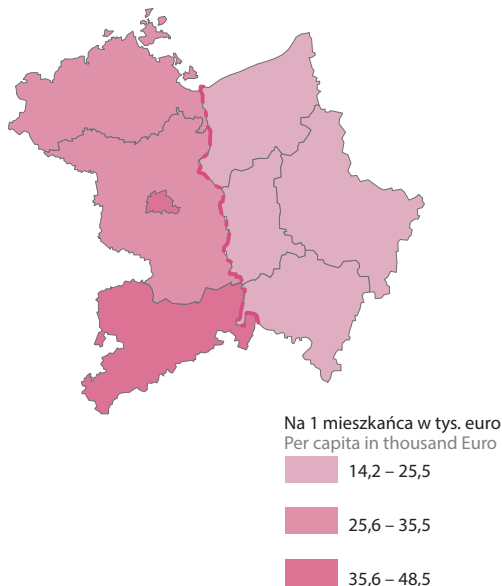 Na 1 mieszkańca w tys. euro
Per capita in thousand Euro
14,2 – 25,5
25,6 – 35,5
35,6 – 48,5